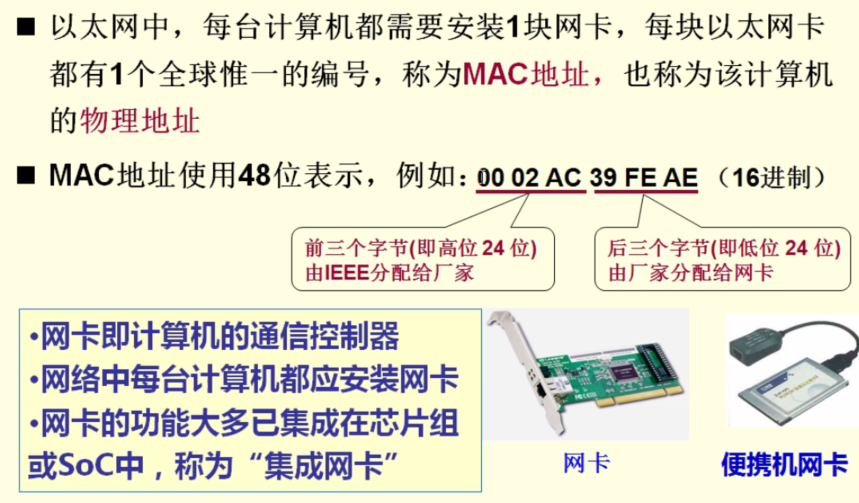 ■ 以太网中，每台计算机都需要安装1块网卡，每块以太网卡
都有1个全球惟一的编号，称为MAC地址，也称为该计算机
的物理地址
■ MAC地址使用48位表示，例如：00 02 AC 39 FE AE （16进制）
前三个字节(即高位 24 位)
由IEEE分配给厂家
后三个字节(即低位 24 位)
由厂家分配给网卡
•网卡即计算机的通信控制器
•网络中每台计算机都应安装网卡
•网卡的功能大多已集成在芯片组
或SoC中，称为“集成网卡”
网卡
便携机网卡